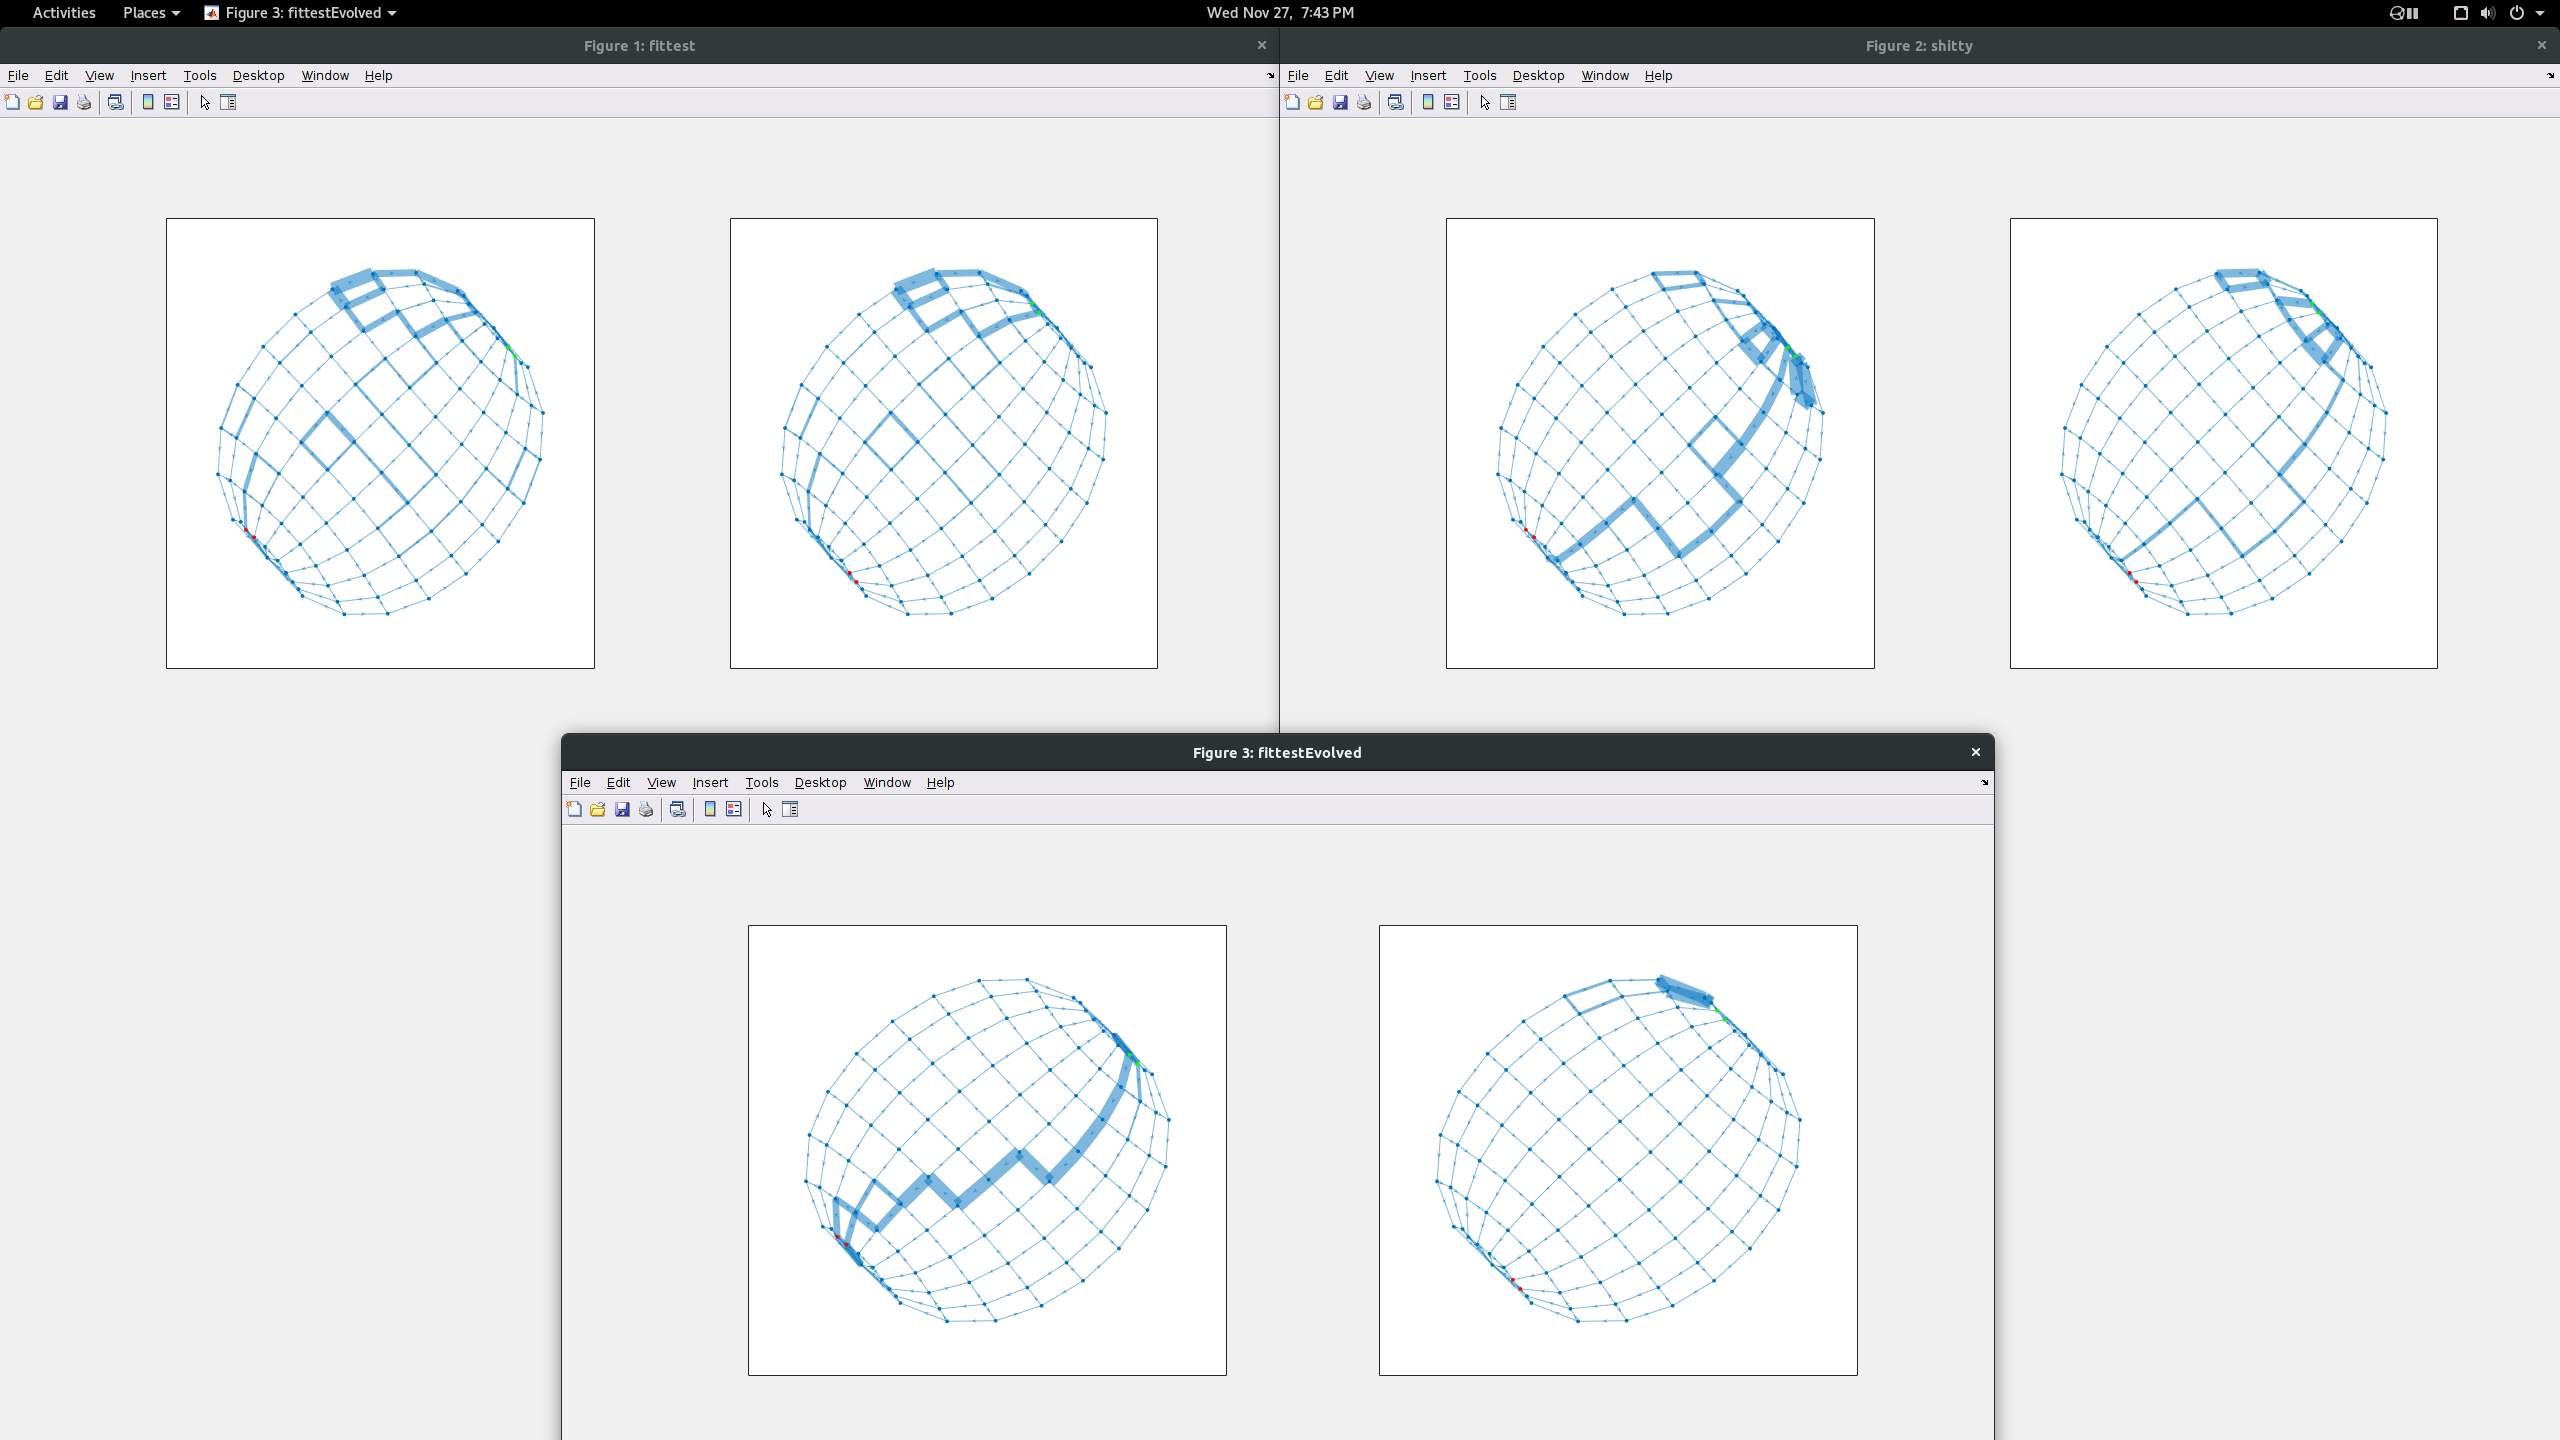 Activities Places Figure 3: fittestEvolved Wed Nov 27, 7:43 PM
Figure 1: fittest
File Edit View Insert Tools Desktop Window Help
Figure 2: shitty
File Edit View Insert Tools Desktop Window Help
Figure 3: fittestEvolved
File Edit View Insert Tools Desktop Window Help